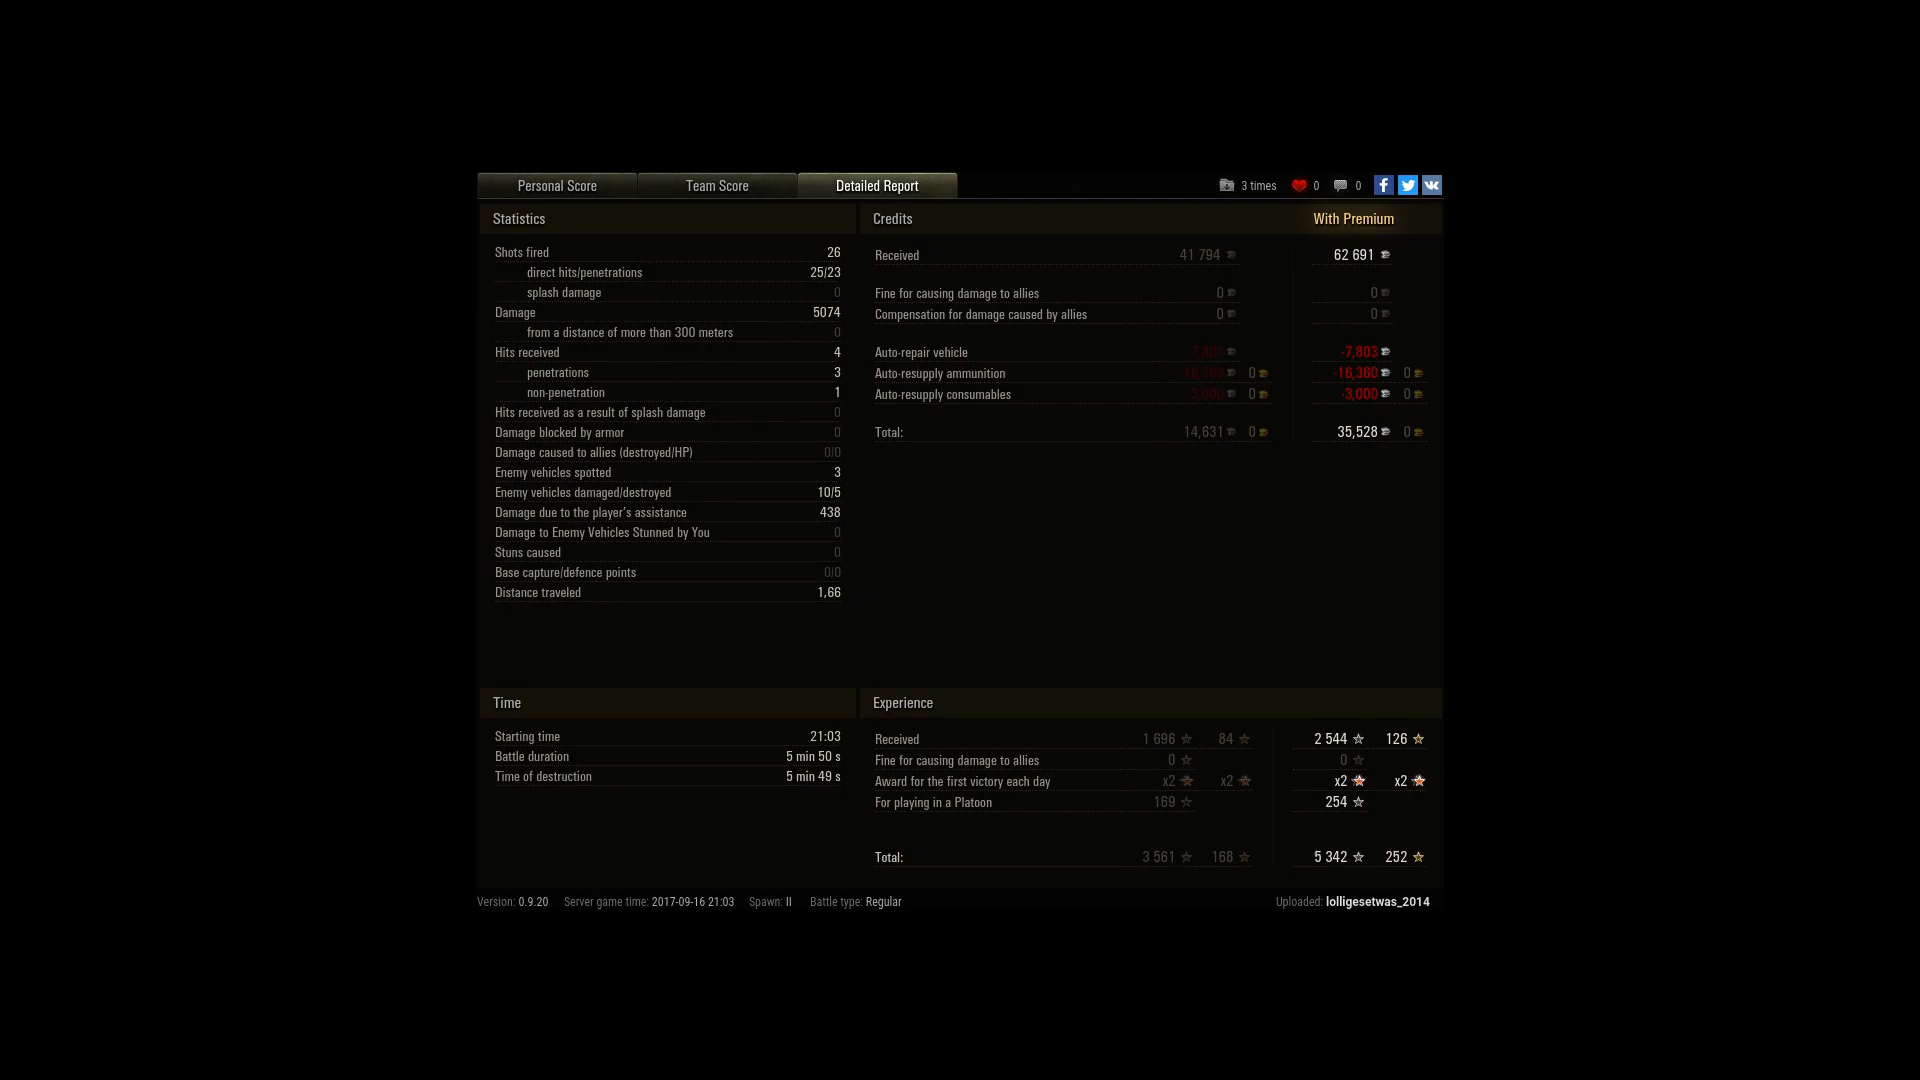 Personal Score Team Score Detailed Report 3 times 0 0
Statistics
Shots fired 26
direct hits/penetrations 25/23
splash damage 0
Damage 5074
from a distance of more than 300 meters 0
Hits received 4
penetrations 3
non-penetration 1
Hits received as a result of splash damage 0
Damage blocked by armor 0
Damage caused to allies (destroyed/HP) 0/0
Enemy vehicles spotted 3
Enemy vehicles damaged/destroyed 10/5
Damage due to the player's assistance 438
Damage to Enemy Vehicles Stunned by You 0
Stuns caused 0
Base capture/defence points 0/0
Distance traveled 1,66
Credits With Premium
Received 41 794 62 691
Fine for causing damage to allies 0 0
Compensation for damage caused by allies 0 0
Auto-repair vehicle -7,803
Auto-resupply ammunition 0 -16,360 0
Auto-resupply consumables 0 -3,000 0
Total: 14,631 0 35,528 0
Time
Starting time 21:03
Battle duration 5 min 50 s
Time of destruction 5 min 49 s
Experience
Received 1 696 84 2 544 126
Fine for causing damage to allies 0 0
Award for the first victory each day x2 x2 x2 x2
For playing in a Platoon 169 254
Total: 3 561 168 5 342 252
Version: 0.9.20 Server game time: 2017-09-16 21:03 Spawn: II Battle type: Regular Uploaded: lolligesetwas_2014